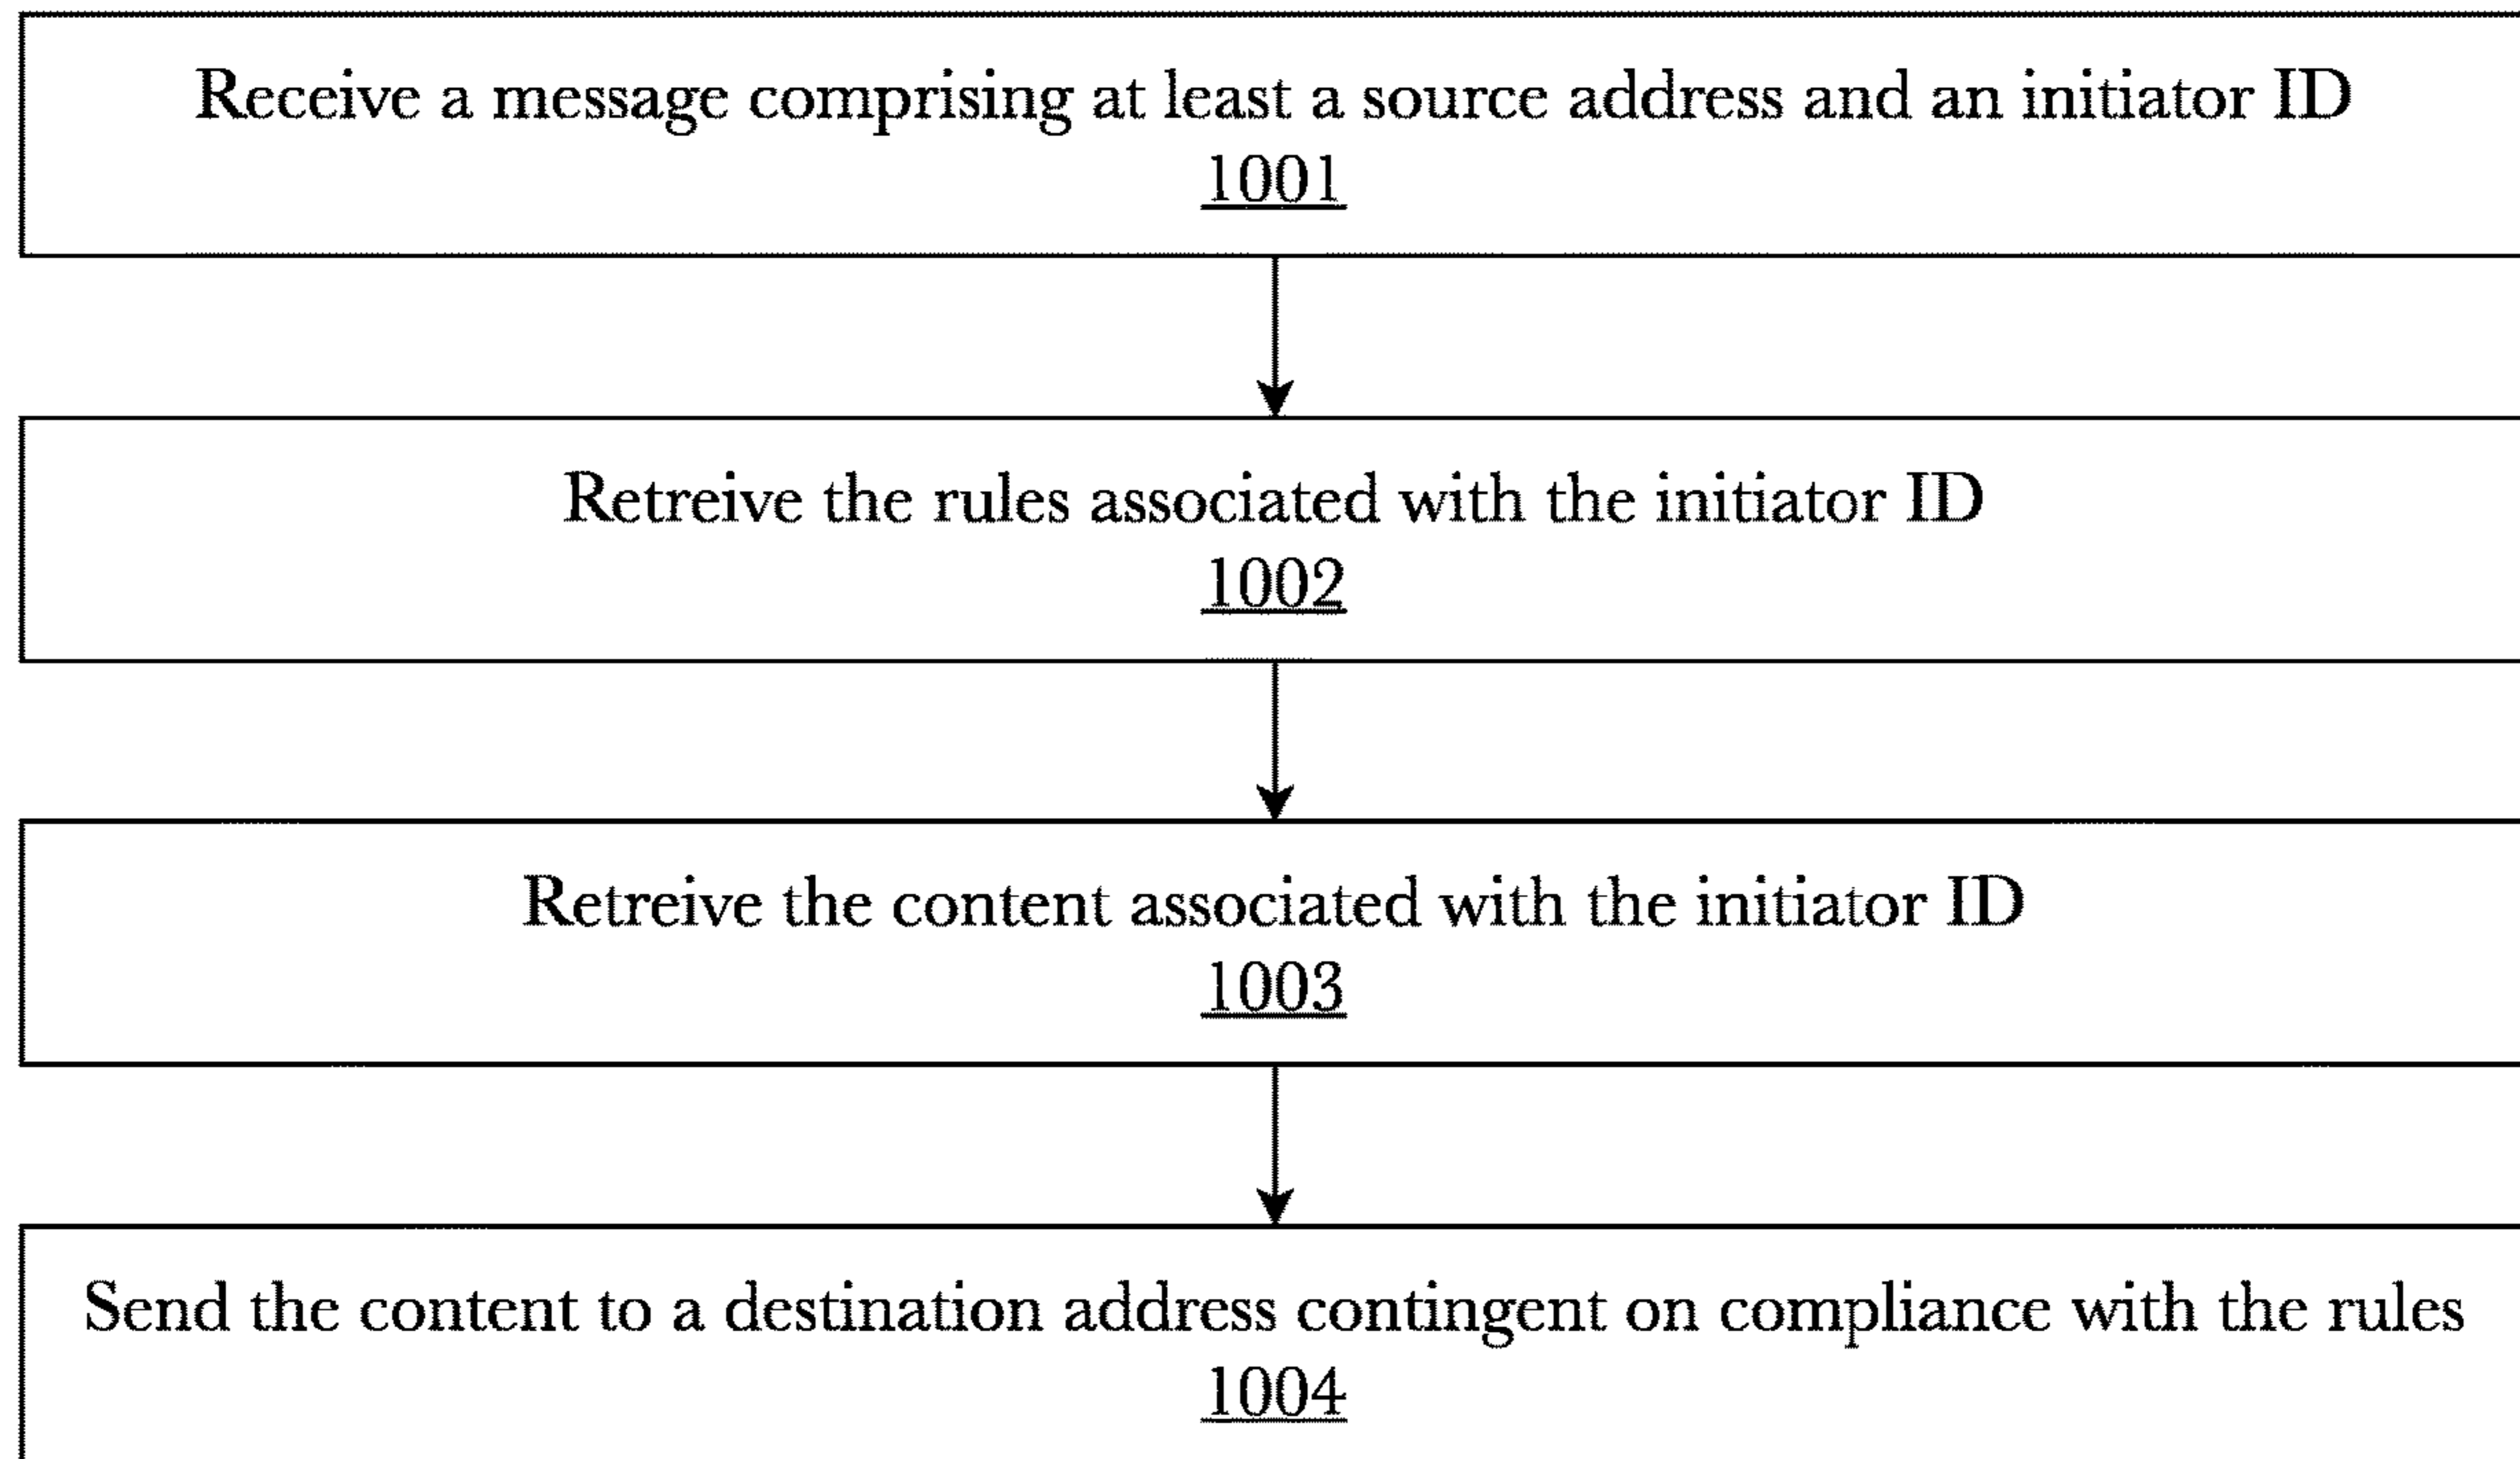 Receive a message comprising at least a source address and an initiator ID
1001
Retreive the rules associated with the initiator ID
1002
Retreive the content associated with the initiator ID
1003
Send the content to a destination address contingent on compliance with the rules
1004